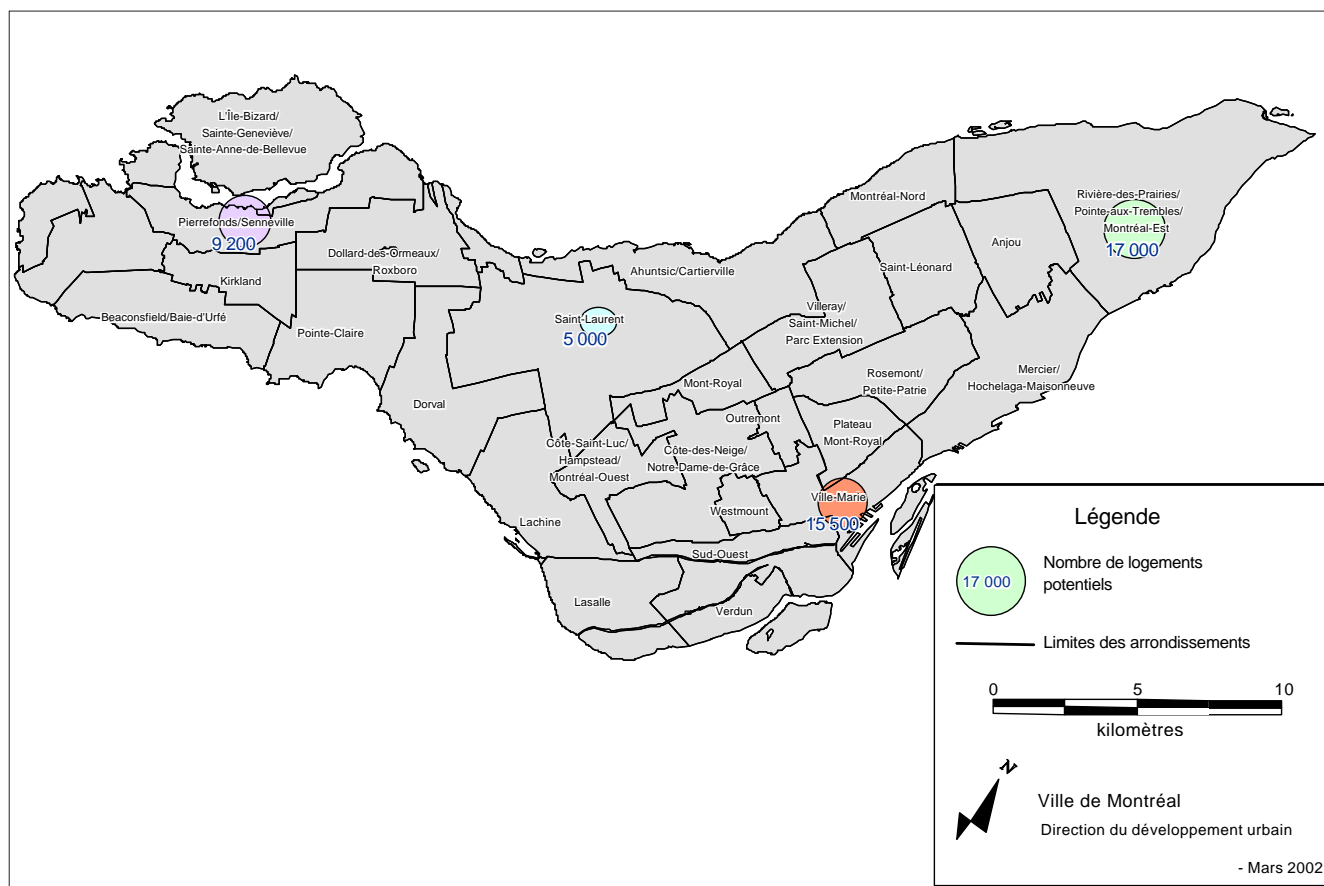 L'Île-Bizard/
Sainte-Geneviève/
Sainte-Anne-de-Bellevue
Pierrefonds/Senneville
9 200
Kirkland
Beaconsfield/Baie-d'Urfé
Dollard-des-Ormeaux/
Roxboro
Pointe-Claire
Dorval
Saint-Laurent
5 000
Ahuntsic/Cartierville
Montréal-Nord
Rivière-des-Prairies/
Pointe-aux-Trembles/
Montréal-Est
17 000
Anjou
Saint-Léonard
Villeray/
Saint-Michel/
Parc Extension
Mont-Royal
Rosemont/
Petite-Patrie
Mercier/
Hochelaga-Maisonneuve
Outremont
Plateau
Mont-Royal
Côte-Saint-Luc/
Hampstead/
Montréal-Ouest
Côte-des-Neige/
Notre-Dame-de-Grâce
Ville-Marie
15 500
Westmount
Lachine
Sud-Ouest
Lasalle
Verdun
Légende
17 000
Nombre de logements
potentiels
Limites des arrondissements
0 5 10
kilomètres
N
Ville de Montréal
Direction du développement urbain
- Mars 2002